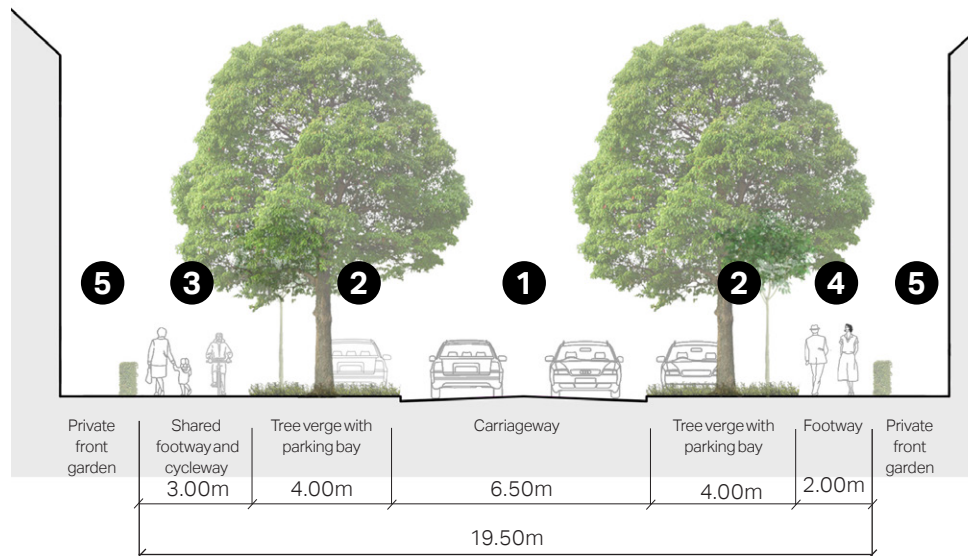 5
3
2
1
2
4
5
Private
front
garden
Shared
footway and
cycleway
Tree verge with
parking bay
Carriageway
Tree verge with
parking bay
Footway
Private
front
garden
3.00m
4.00m
6.50m
4.00m
2.00m
19.50m